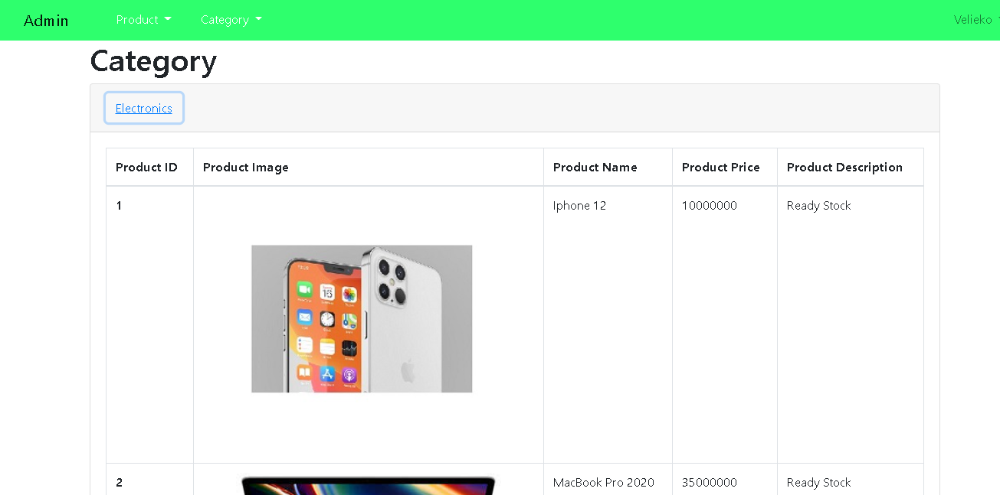 Admin Product Category Velieko
Category
Electronics
Product ID Product Image Product Name Product Price Product Description
1 Iphone 12 10000000 Ready Stock
2 MacBook Pro 2020 35000000 Ready Stock